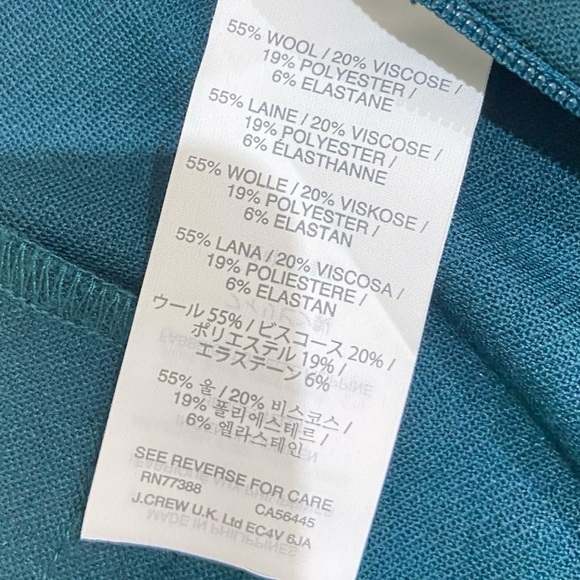 55% WOOL / 20% VISCOSE /
19% POLYESTER /
6% ELASTANE
55% LAINE / 20% VISCOSE /
19% POLYESTER /
6% ÉLASTHANNE
55% WOLLE / 20% VISKOSE /
19% POLYESTER /
6% ELASTAN
55% LANA / 20% VISCOSA /
19% POLIESTERE /
6% ELASTAN
ウール 55% / ビスコース 20% /
ポリエステル 19% /
エラステーン 6%
55% 울 / 20% 비스코스 /
19% 폴리에스테르 /
6% 엘라스테인
SEE REVERSE FOR CARE
RN77388 CA56445
J.CREW U.K. Ltd EC4V 6JA
MADE IN PHILIPPINES